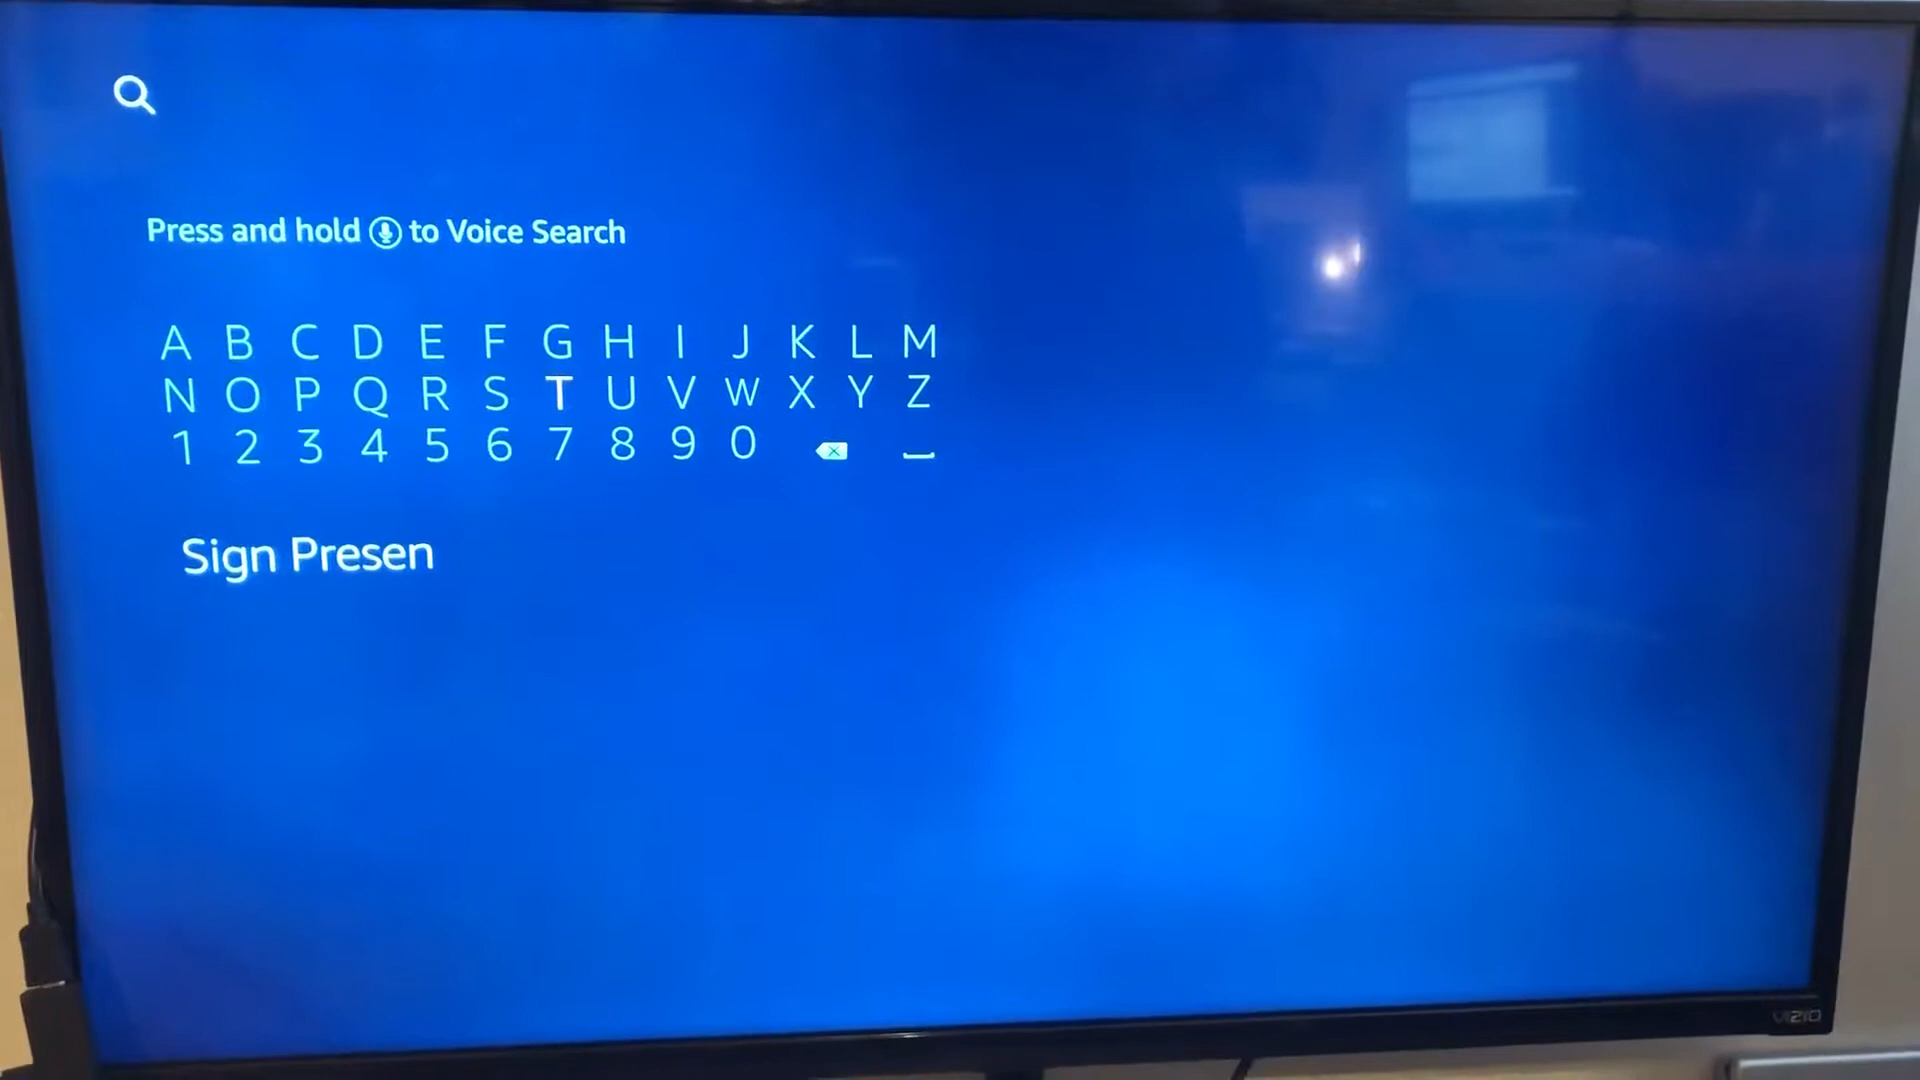 Press and hold to Voice Search
A B C D E F G H I J K L M
N O P Q R S T U V W X Y Z
1 2 3 4 5 6 7 8 9 0
Sign Presen
VIZIO